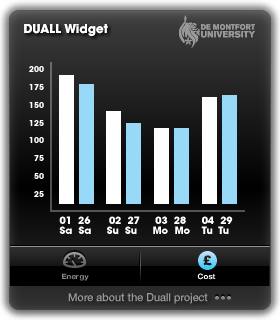 DUALL Widget
DE MONTFORT
UNIVERSITY
200
175
150
125
100
75
50
25
01 26 02 27 03 28 04 29
Sa Sa Su Su Mo Mo Tu Tu
£
Energy Cost
More about the Duall project